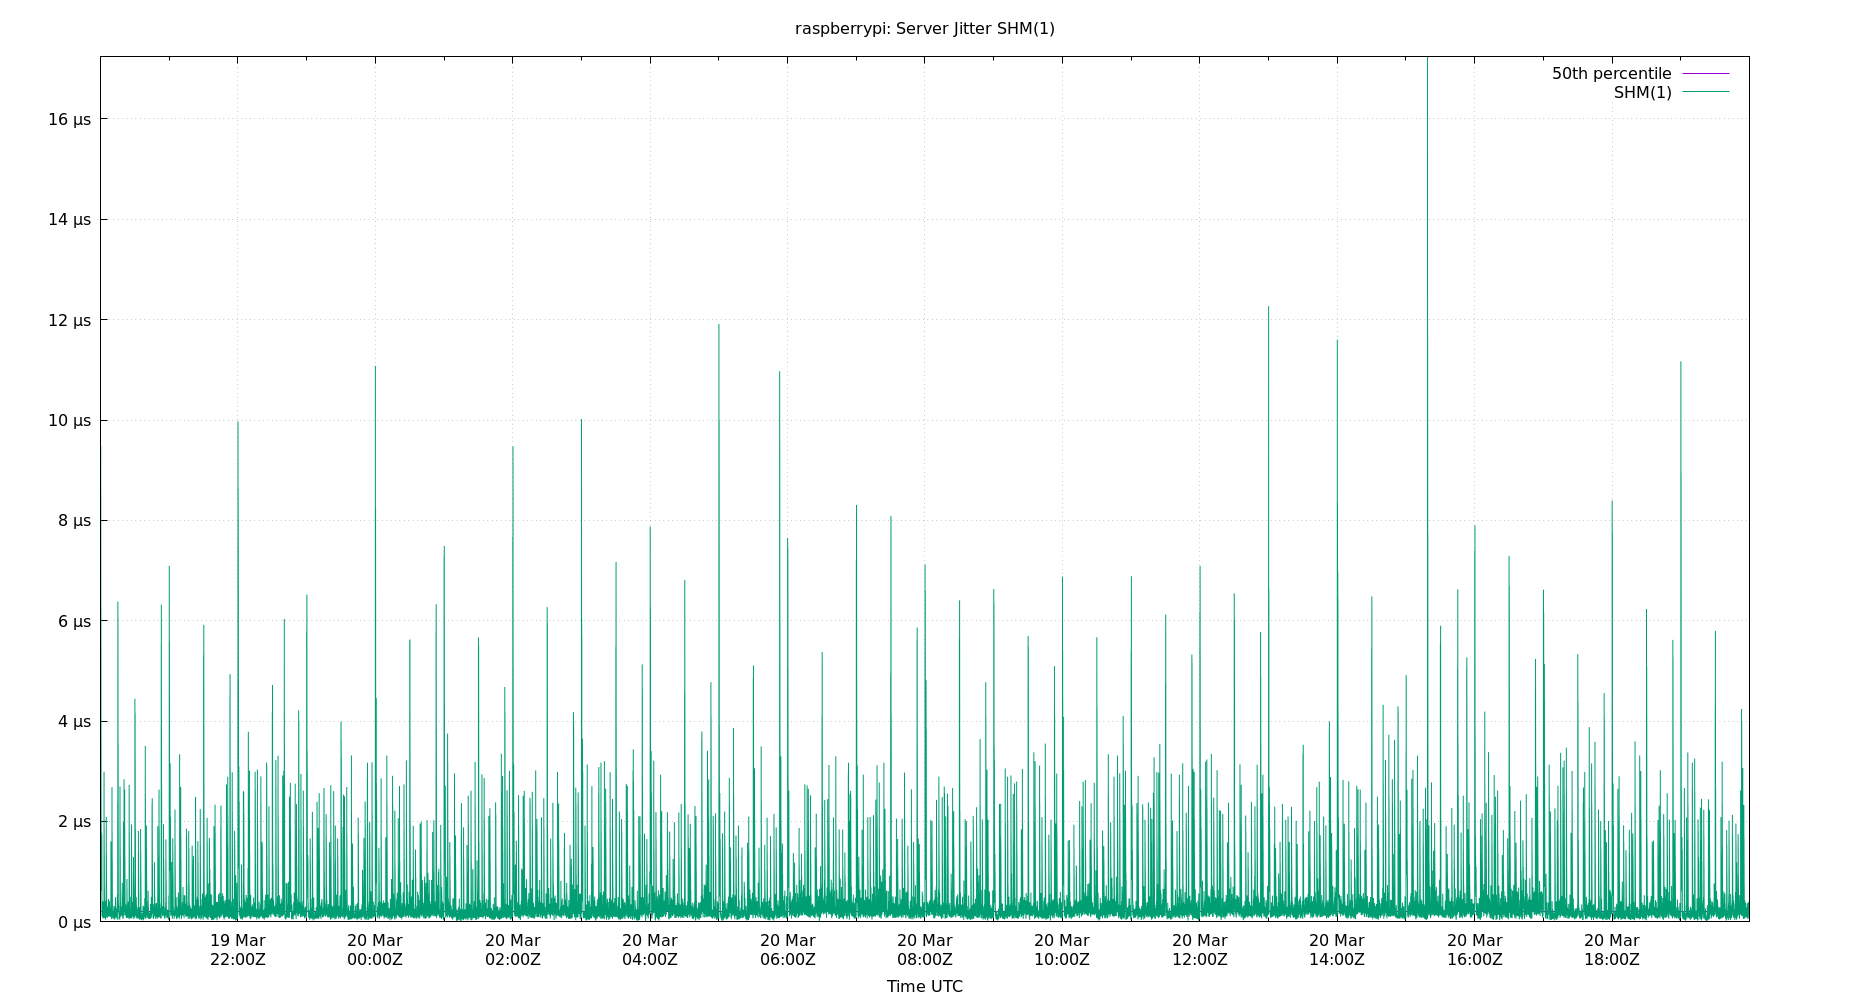 raspberrypi: Server Jitter SHM(1)
50th percentile
SHM(1)
16 µs
14 µs
12 µs
10 µs
8 µs
6 µs
4 µs
2 µs
0 µs
19 Mar 20 Mar 20 Mar 20 Mar 20 Mar 20 Mar 20 Mar 20 Mar 20 Mar 20 Mar 20 Mar
22:00Z 00:00Z 02:00Z 04:00Z 06:00Z 08:00Z 10:00Z 12:00Z 14:00Z 16:00Z 18:00Z
Time UTC